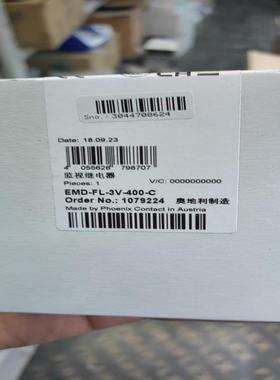 Sno.: 3044708624
Date: 18.09.23
4 055626 798707
监视继电器
V/C: 0000000000
Pieces: 1
EMD-FL-3V-400-C
Order No.: 1079224 奥地利制造
Made by Phoenix Contact in Austria